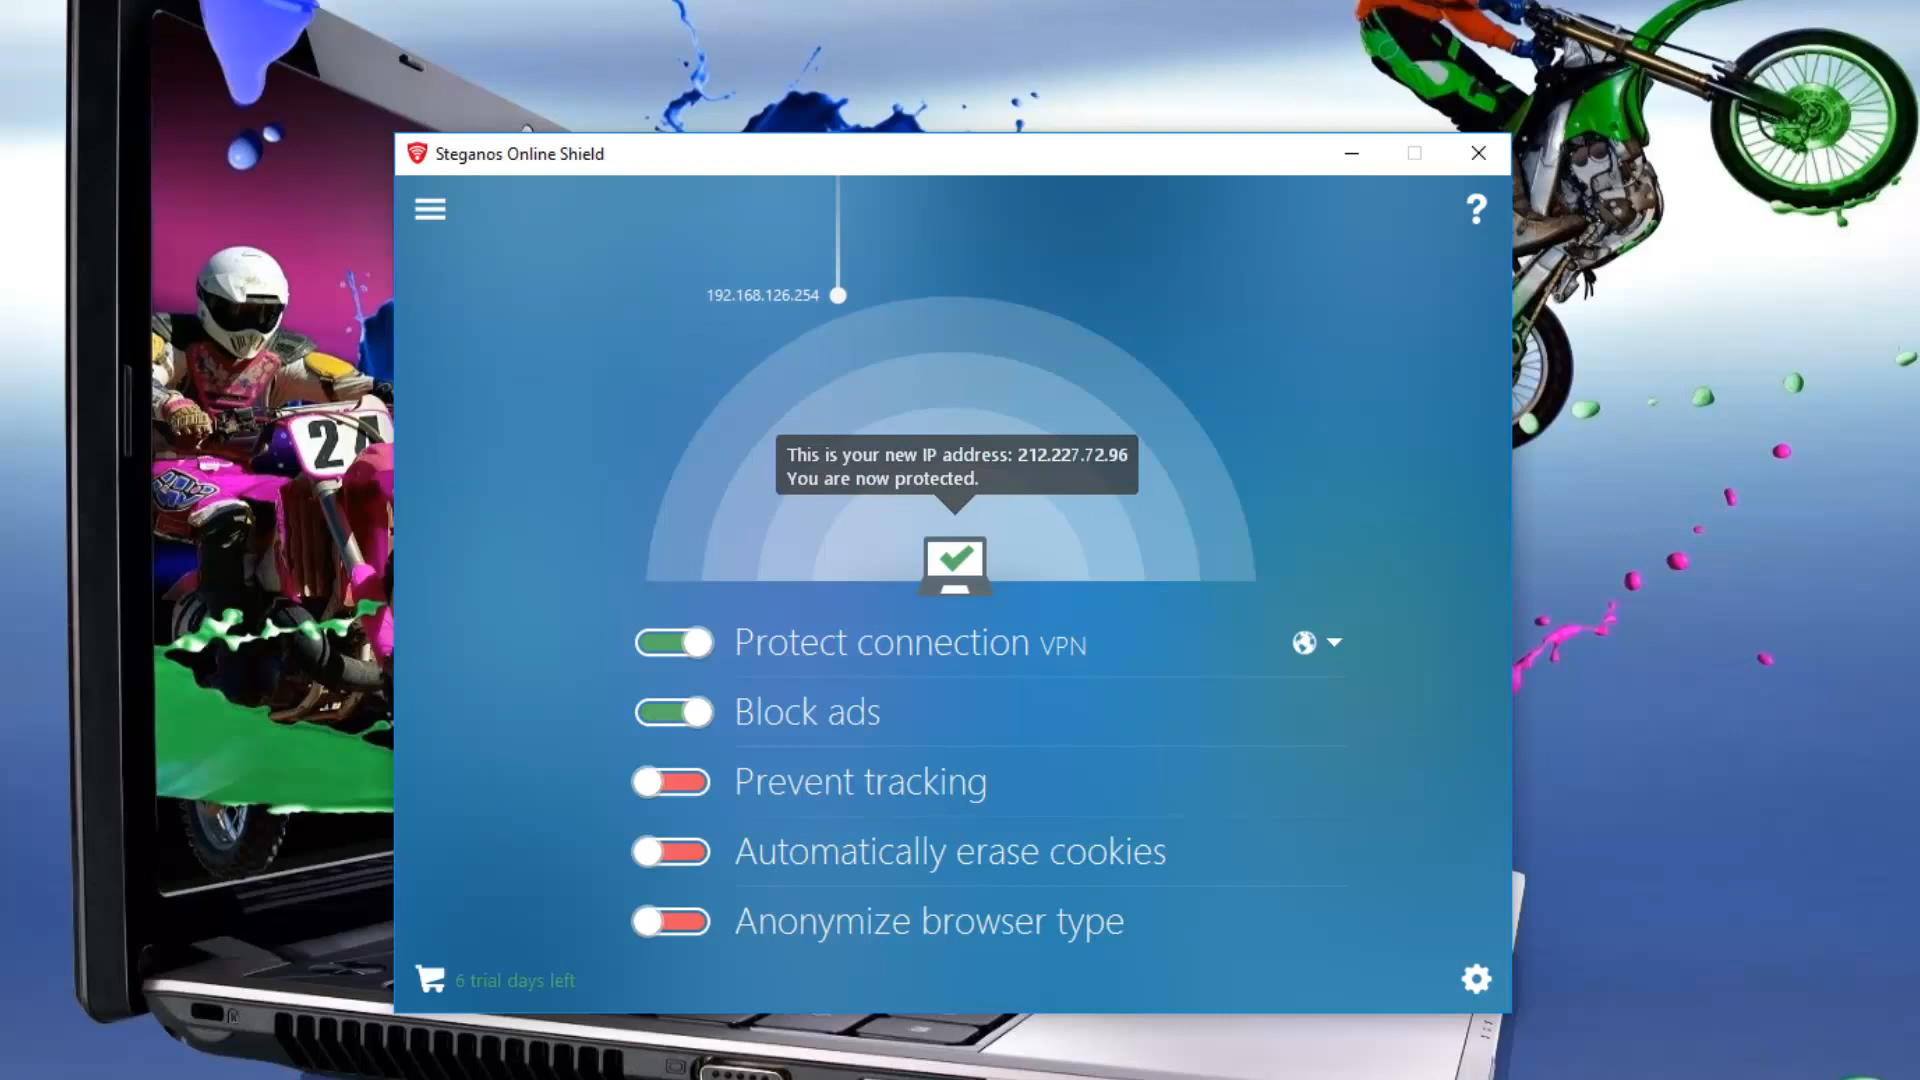 Steganos Online Shield
?
192.168.126.254
This is your new IP address: 212.227.72.96
You are now protected.
Protect connection VPN
Block ads
Prevent tracking
Automatically erase cookies
Anonymize browser type
6 trial days left